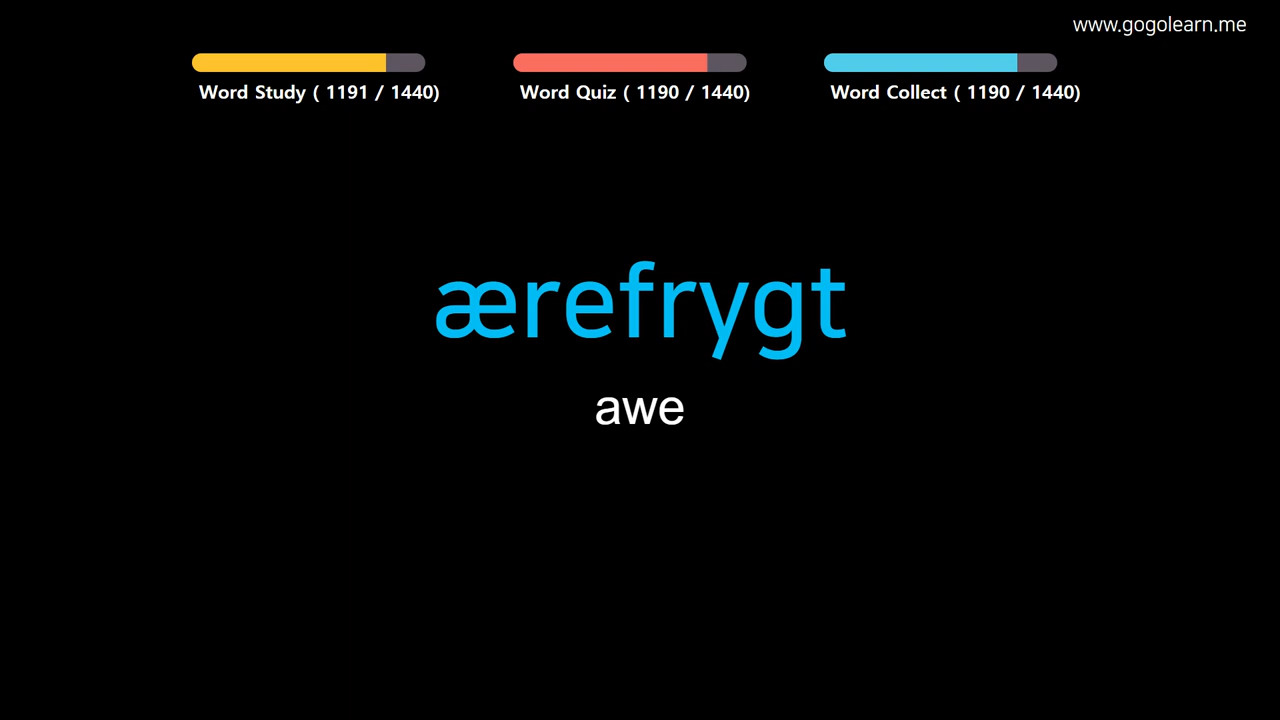 www.gogolearn.me
Word Study ( 1191 / 1440)
Word Quiz ( 1190 / 1440)
Word Collect ( 1190 / 1440)
ærefrygt
awe